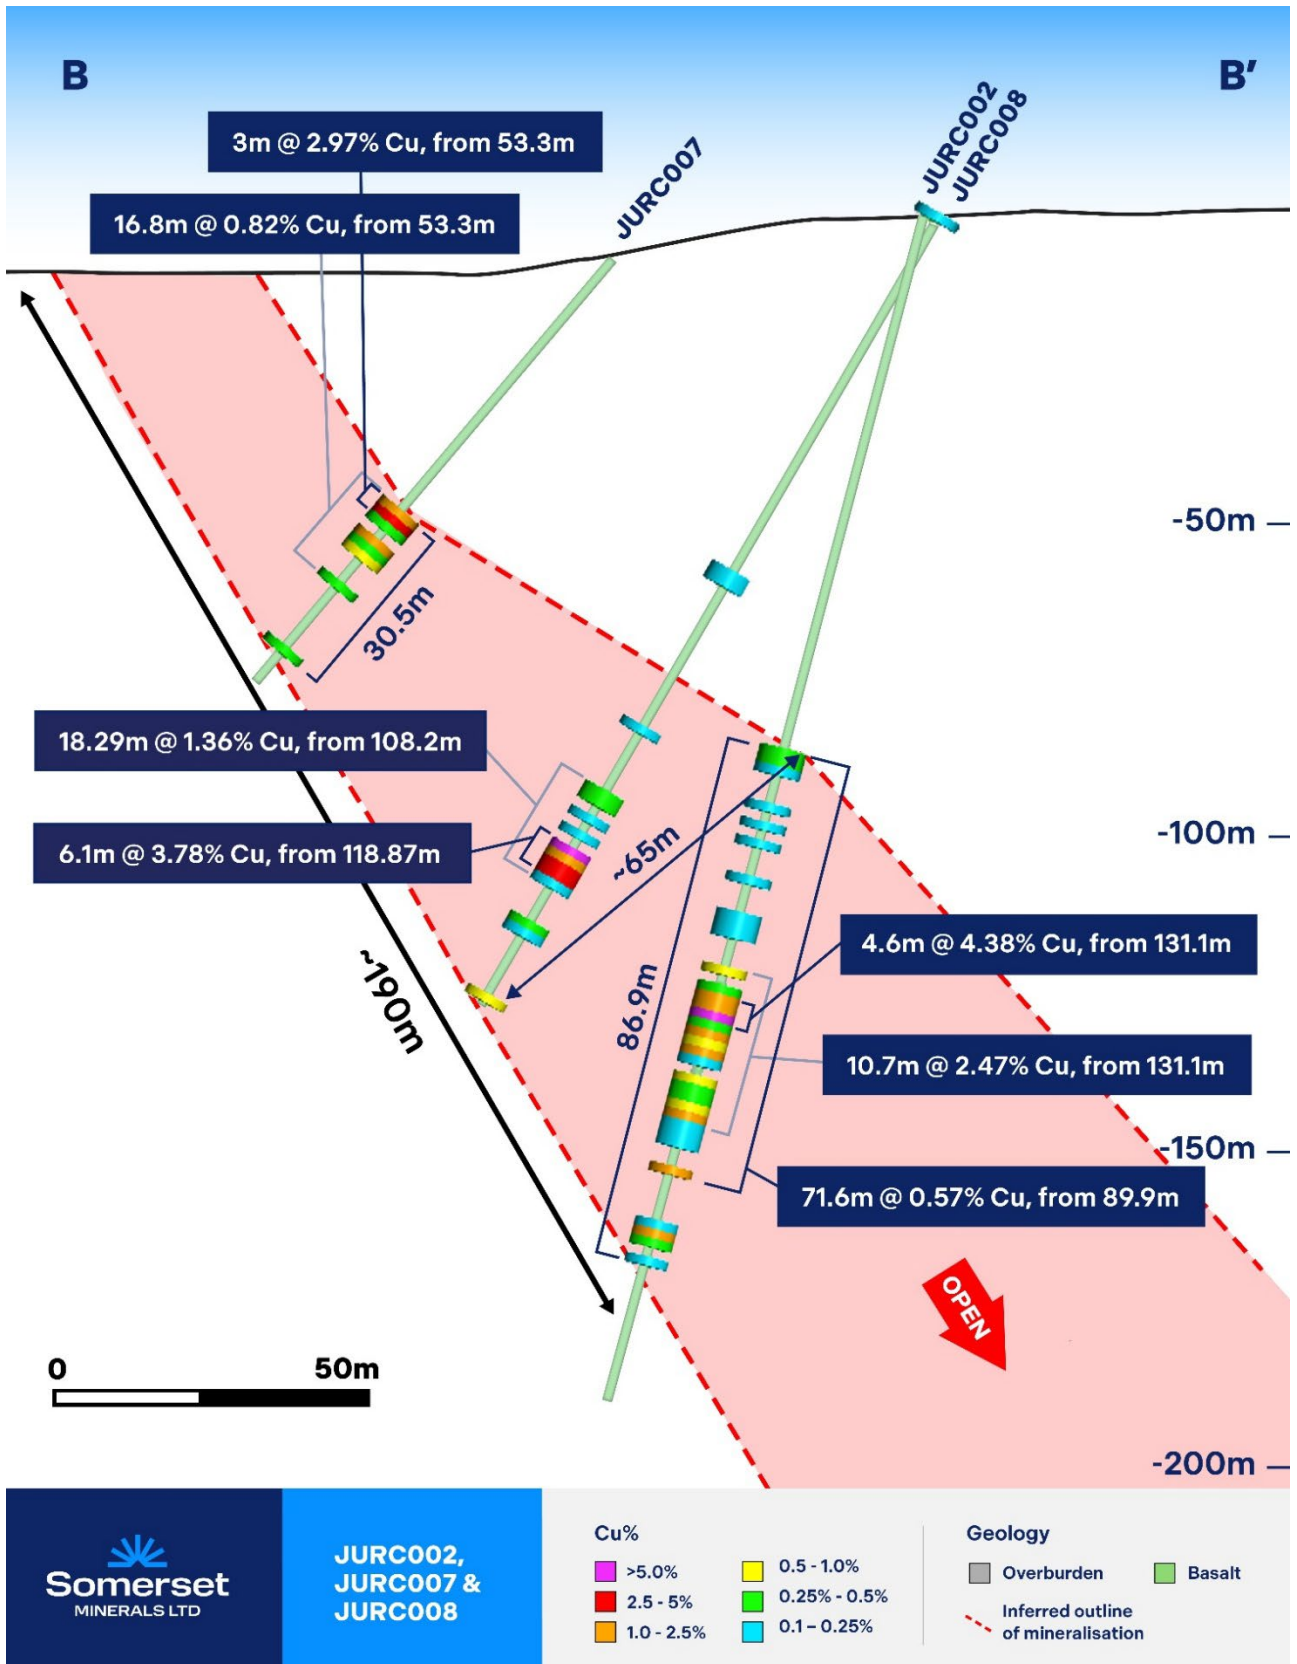 B
B'
JURC002
JURC008
JURC007
3m @ 2.97% Cu, from 53.3m
16.8m @ 0.82% Cu, from 53.3m
-50m
30.5m
18.29m @ 1.36% Cu, from 108.2m
6.1m @ 3.78% Cu, from 118.87m
-100m
~65m
4.6m @ 4.38% Cu, from 131.1m
86.9m
~190m
10.7m @ 2.47% Cu, from 131.1m
-150m
71.6m @ 0.57% Cu, from 89.9m
OPEN
0 50m
-200m
Somerset
MINERALS LTD
JURC002,
JURC007 &
JURC008
Cu%
>5.0%
2.5 - 5%
1.0 - 2.5%
0.5 - 1.0%
0.25% - 0.5%
0.1 – 0.25%
Geology
Overburden
Basalt
Inferred outline
of mineralisation